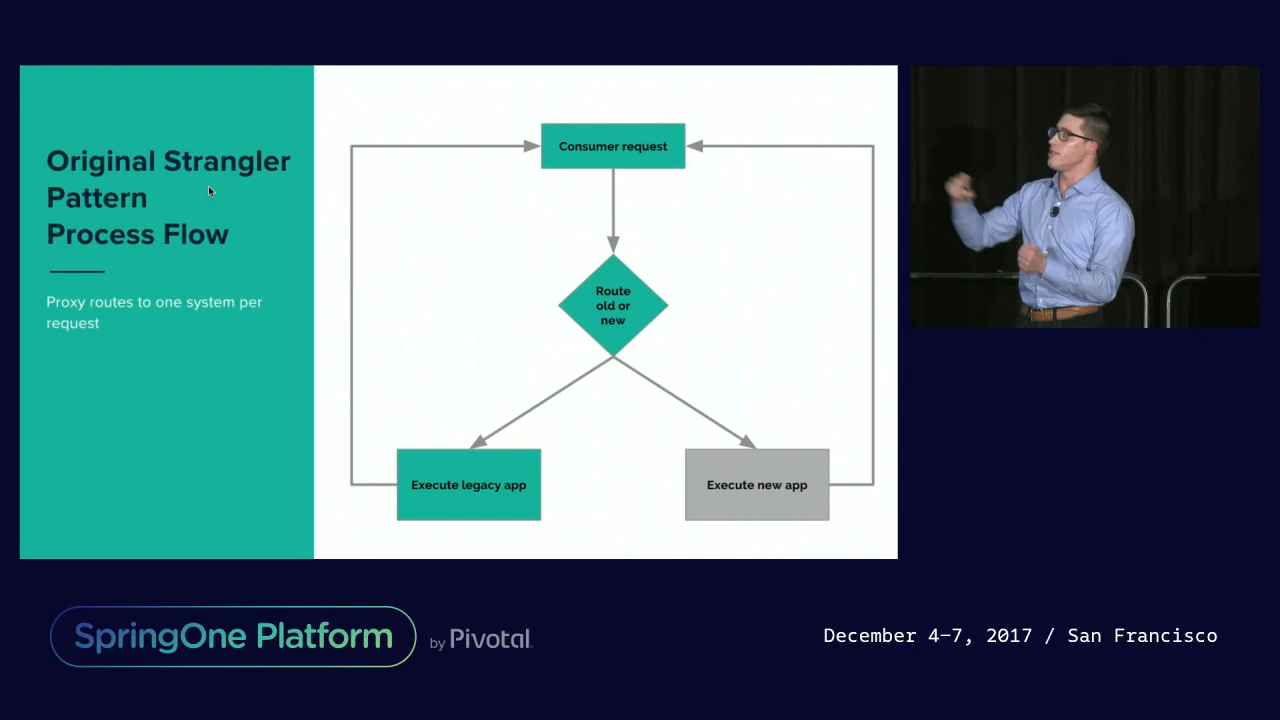 Original Strangler
Pattern
Process Flow
Proxy routes to one system per
request
Consumer request
Route
old or
new
Execute legacy app
Execute new app
SpringOne Platform
by Pivotal.
December 4–7, 2017 / San Francisco